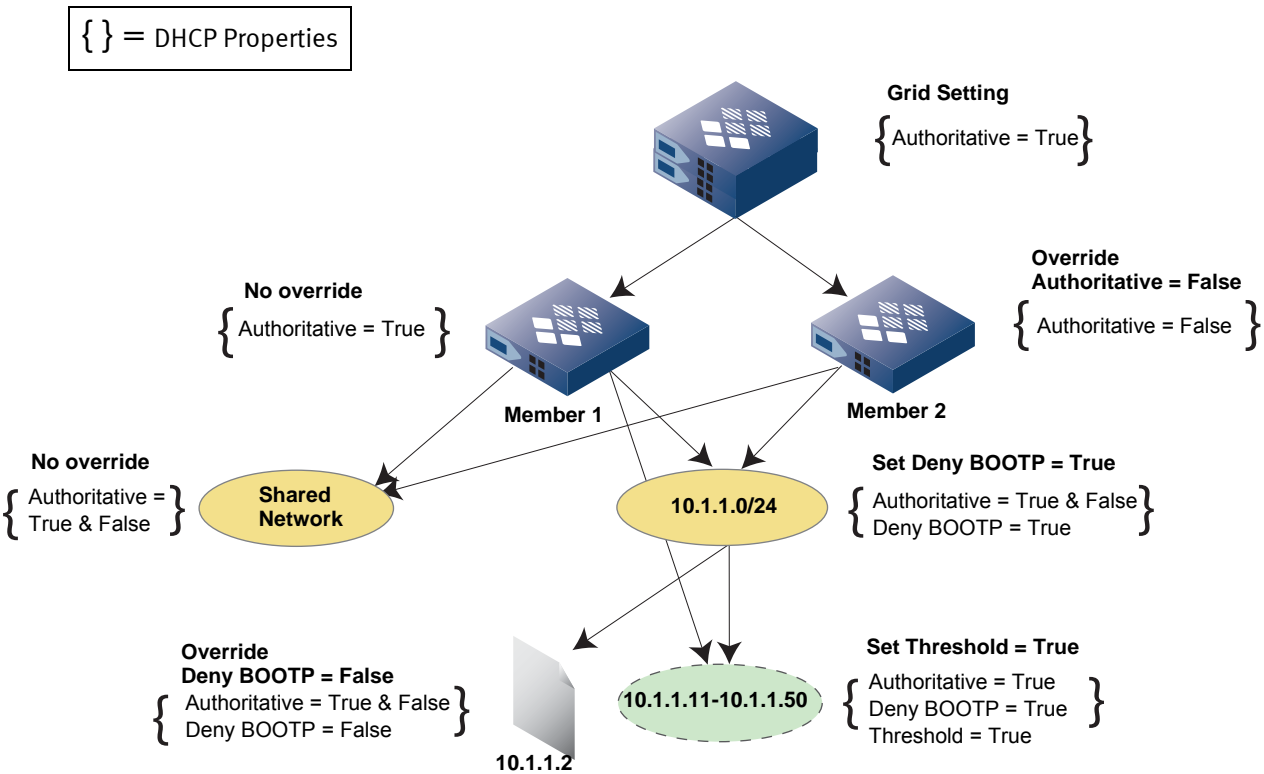 { } = DHCP Properties
Grid Setting
{Authoritative = True}
No override
{Authoritative = True}
Override
Authoritative = False
{Authoritative = False}
Member 1
Member 2
No override
{Authoritative =
True & False}
Shared
Network
10.1.1.0/24
Set Deny BOOTP = True
{Authoritative = True & False
Deny BOOTP = True}
Override
Deny BOOTP = False
{Authoritative = True & False
Deny BOOTP = False}
10.1.1.2
10.1.1.11-10.1.1.50
Set Threshold = True
{Authoritative = True
Deny BOOTP = True
Threshold = True}